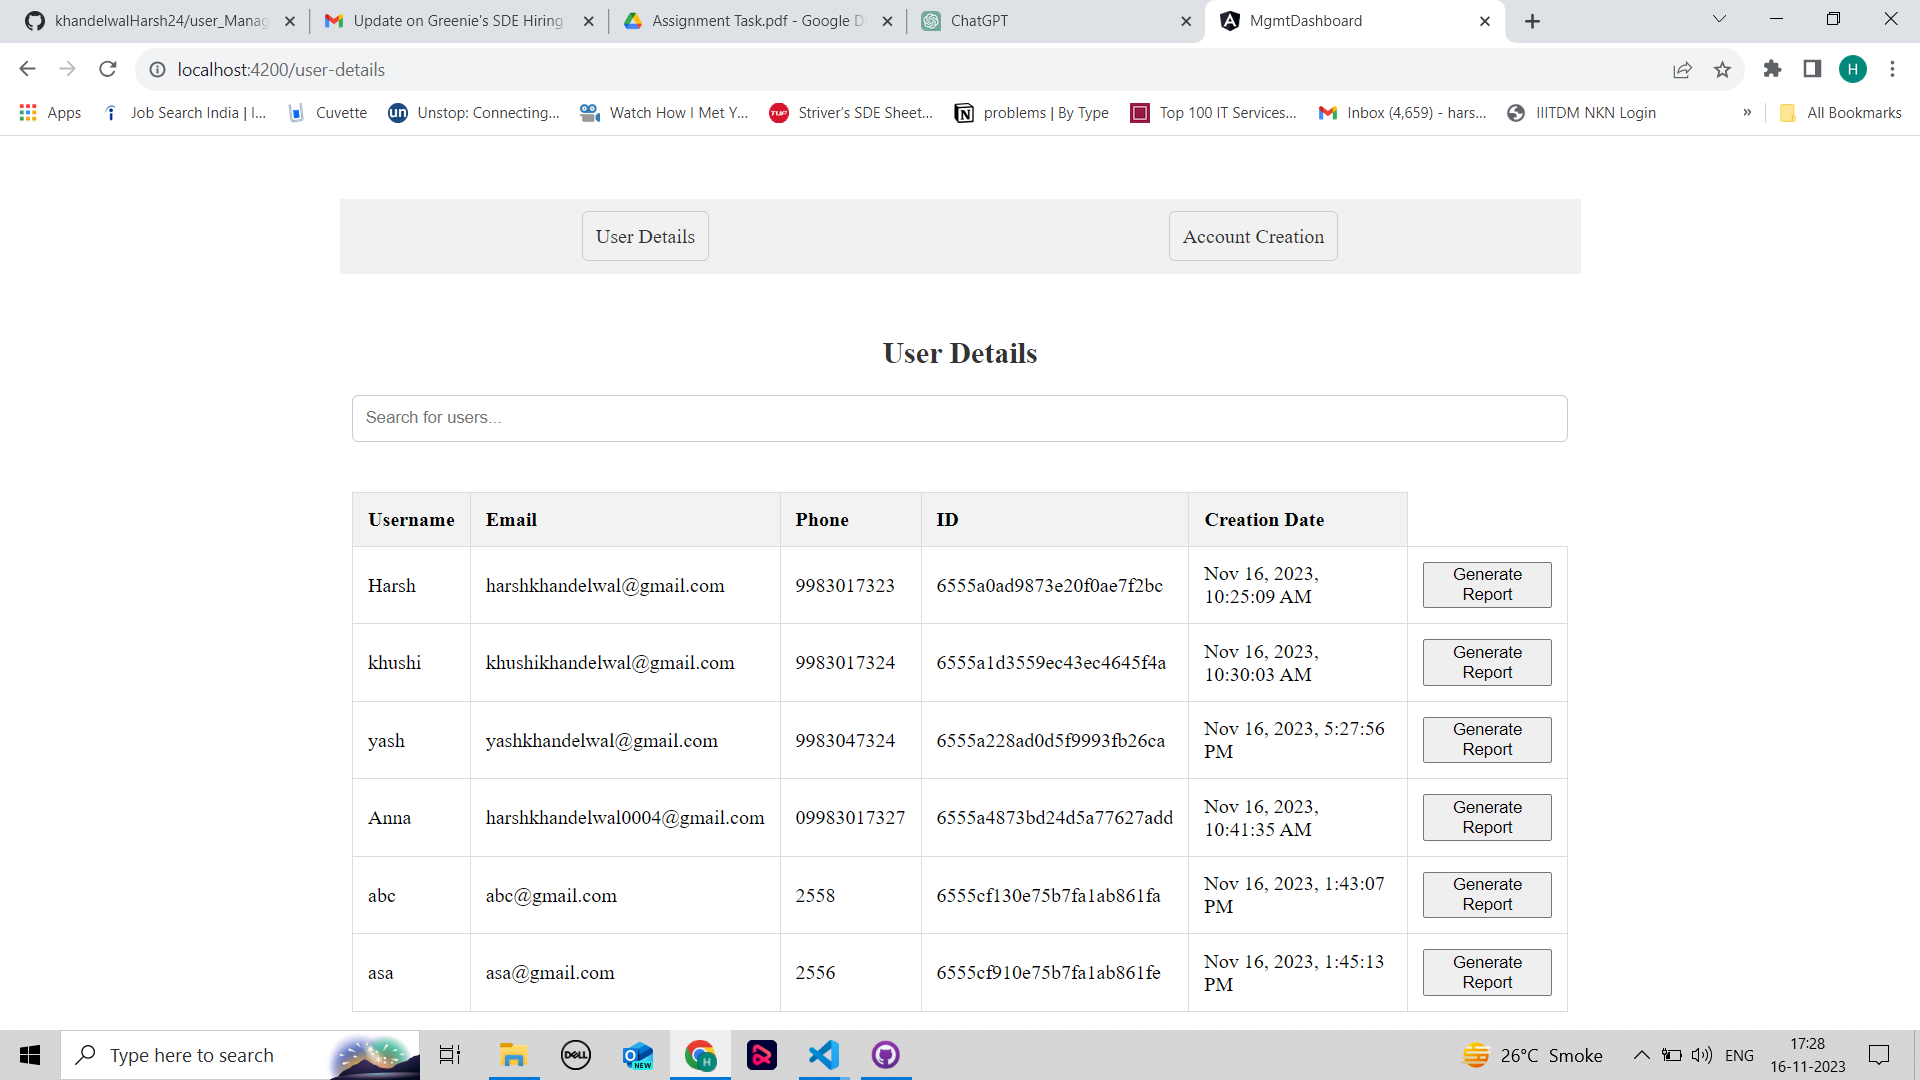 khandelwalHarsh24/user_Manag
Update on Greenie's SDE Hiring
Assignment Task.pdf - Google D
ChatGPT
MgmtDashboard
localhost:4200/user-details
H
Apps
Job Search India | I...
Cuvette
un
Unstop: Connecting...
Watch How I Met Y...
TUF
Striver's SDE Sheet...
problems | By Type
Top 100 IT Services...
Inbox (4,659) - hars...
IIITDM NKN Login
»
All Bookmarks
User Details
Account Creation
User Details
Search for users...
Username Email Phone ID Creation Date
Harsh harshkhandelwal@gmail.com 9983017323 6555a0ad9873e20f0ae7f2bc Nov 16, 2023, 10:25:09 AM Generate Report
khushi khushikhandelwal@gmail.com 9983017324 6555a1d3559ec43ec4645f4a Nov 16, 2023, 10:30:03 AM Generate Report
yash yashkhandelwal@gmail.com 9983047324 6555a228ad0d5f9993fb26ca Nov 16, 2023, 5:27:56 PM Generate Report
Anna harshkhandelwal0004@gmail.com 09983017327 6555a4873bd24d5a77627add Nov 16, 2023, 10:41:35 AM Generate Report
abc abc@gmail.com 2558 6555cf130e75b7fa1ab861fa Nov 16, 2023, 1:43:07 PM Generate Report
asa asa@gmail.com 2556 6555cf910e75b7fa1ab861fe Nov 16, 2023, 1:45:13 PM Generate Report
Type here to search
DELL
NEW
H
26°C Smoke
ENG
17:28
16-11-2023